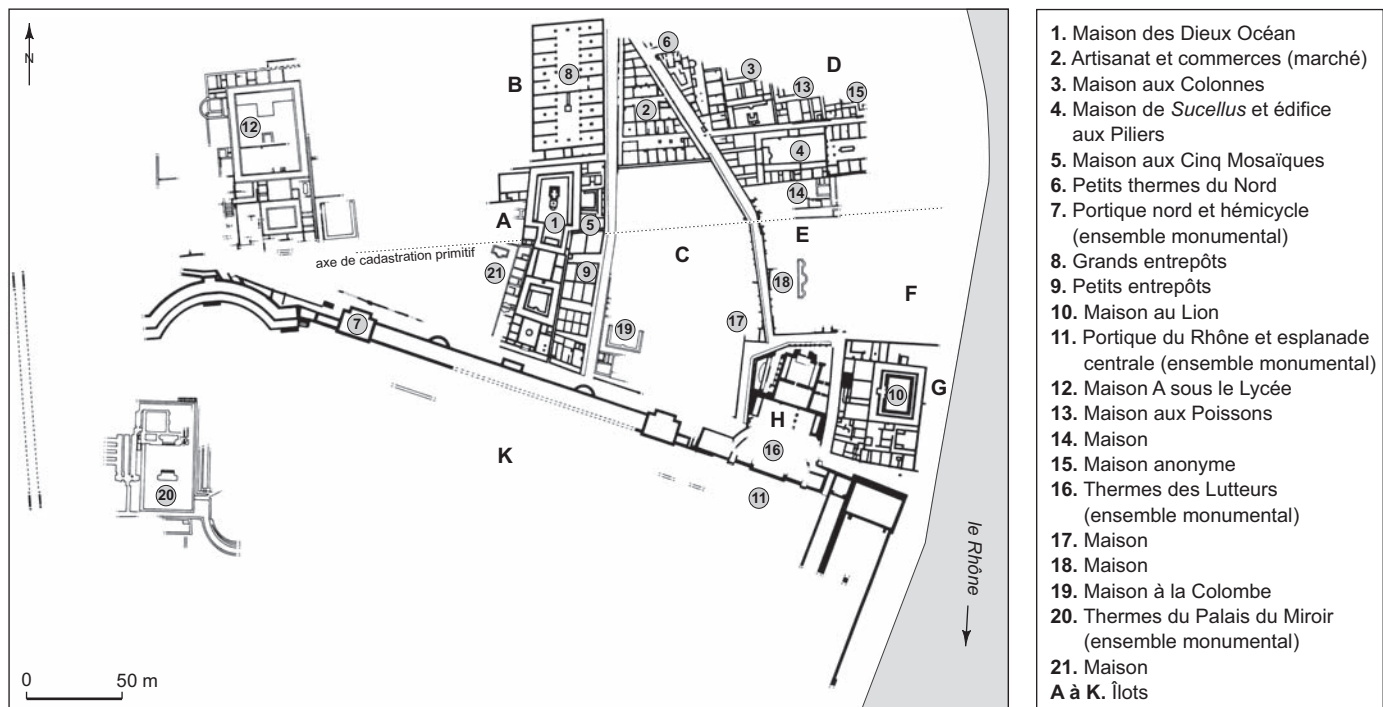 N
6
3
D
13
15
B
8
2
12
4
14
A
1
5
E
axe de cadastration primitif
21
9
C
18
F
7
19
17
G
10
H
16
K
11
20
le Rhône
0 50 m
1. Maison des Dieux Océan
2. Artisanat et commerces (marché)
3. Maison aux Colonnes
4. Maison de Sucellus et édifice
aux Piliers
5. Maison aux Cinq Mosaïques
6. Petits thermes du Nord
7. Portique nord et hémicycle
(ensemble monumental)
8. Grands entrepôts
9. Petits entrepôts
10. Maison au Lion
11. Portique du Rhône et esplanade
centrale (ensemble monumental)
12. Maison A sous le Lycée
13. Maison aux Poissons
14. Maison
15. Maison anonyme
16. Thermes des Lutteurs
(ensemble monumental)
17. Maison
18. Maison
19. Maison à la Colombe
20. Thermes du Palais du Miroir
(ensemble monumental)
21. Maison
A à K. Îlots